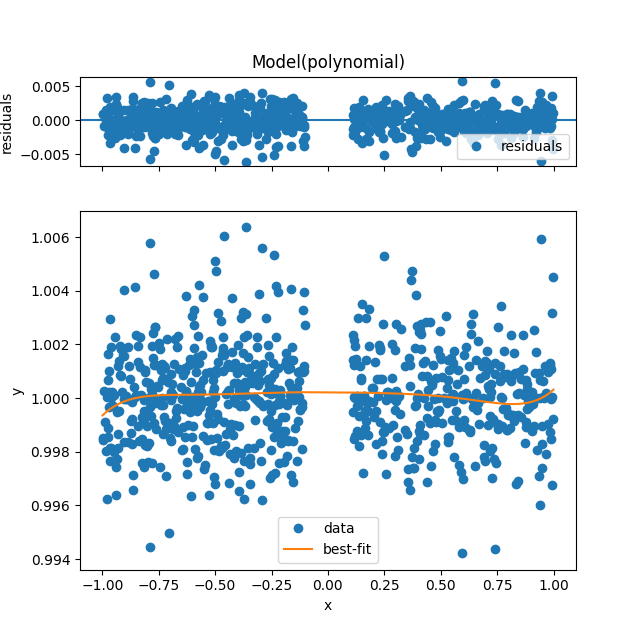 Model(polynomial)
0.005
0.000
−0.005
residuals
residuals
1.006
1.004
1.002
1.000
0.998
0.996
0.994
y
data
best-fit
−1.00 −0.75 −0.50 −0.25 0.00 0.25 0.50 0.75 1.00
x